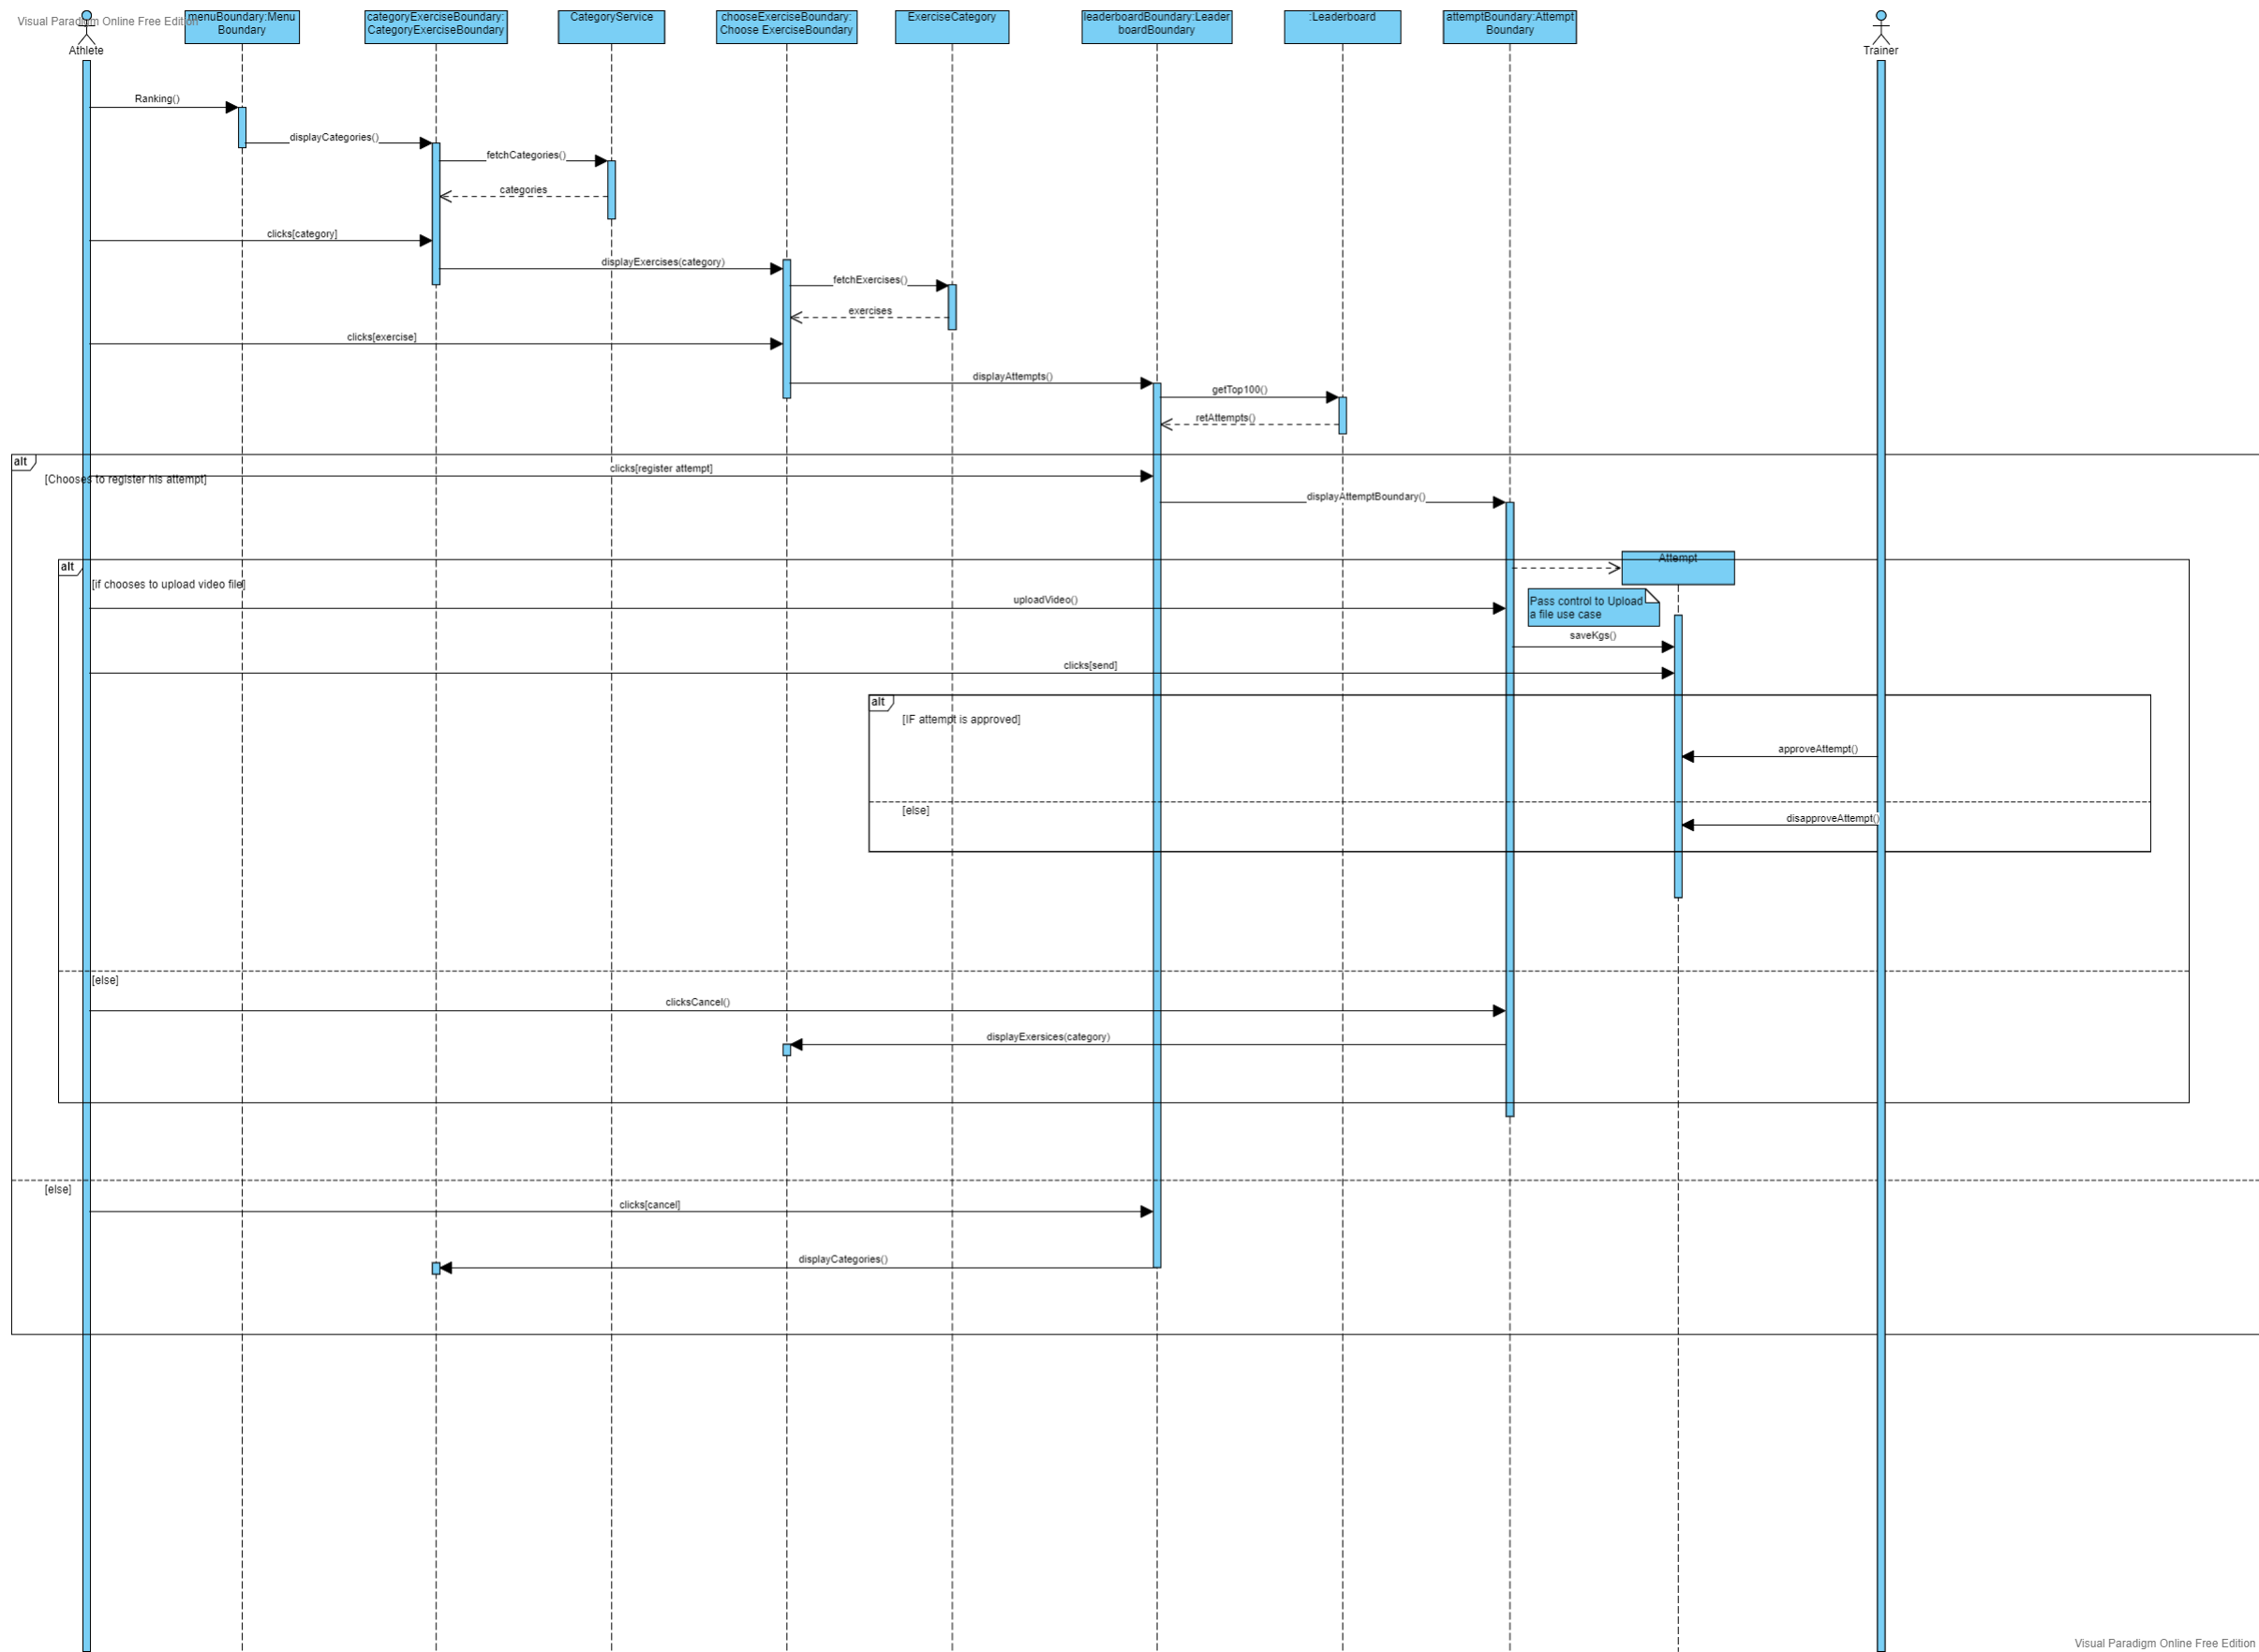 Visual Paradigm Online Free Edition
Athlete
menuBoundary:Menu
Boundary
categoryExerciseBoundary:
CategoryExerciseBoundary
CategoryService
chooseExerciseBoundary:
Choose ExerciseBoundary
ExerciseCategory
leaderboardBoundary:Leader
boardBoundary
:Leaderboard
attemptBoundary:Attempt
Boundary
Trainer
Ranking()
displayCategories()
fetchCategories()
categories
clicks[category]
displayExercises(category)
fetchExercises()
exercises
clicks[exercise]
displayAttempts()
getTop100()
retAttempts()
alt
[Chooses to register his attempt]
clicks[register attempt]
displayAttemptBoundary()
alt
[if chooses to upload video file]
Attempt
uploadVideo()
Pass control to Upload
a file use case
saveKgs()
clicks[send]
alt
[IF attempt is approved]
approveAttempt()
[else]
disapproveAttempt()
[else]
clicksCancel()
displayExersices(category)
[else]
clicks[cancel]
displayCategories()
Visual Paradigm Online Free Edition